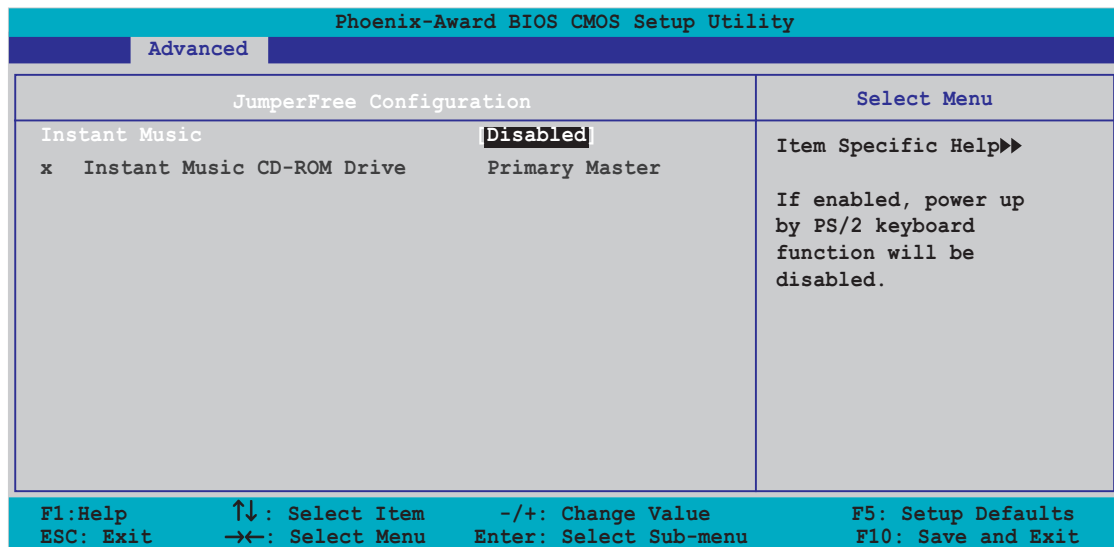 Phoenix-Award BIOS CMOS Setup Utility
Advanced
JumperFree Configuration
Select Menu
Instant Music [Disabled]
x Instant Music CD-ROM Drive Primary Master
Item Specific Help▶▶
If enabled, power up
by PS/2 keyboard
function will be
disabled.
F1:Help ↑↓: Select Item -/+: Change Value F5: Setup Defaults
ESC: Exit →←: Select Menu Enter: Select Sub-menu F10: Save and Exit